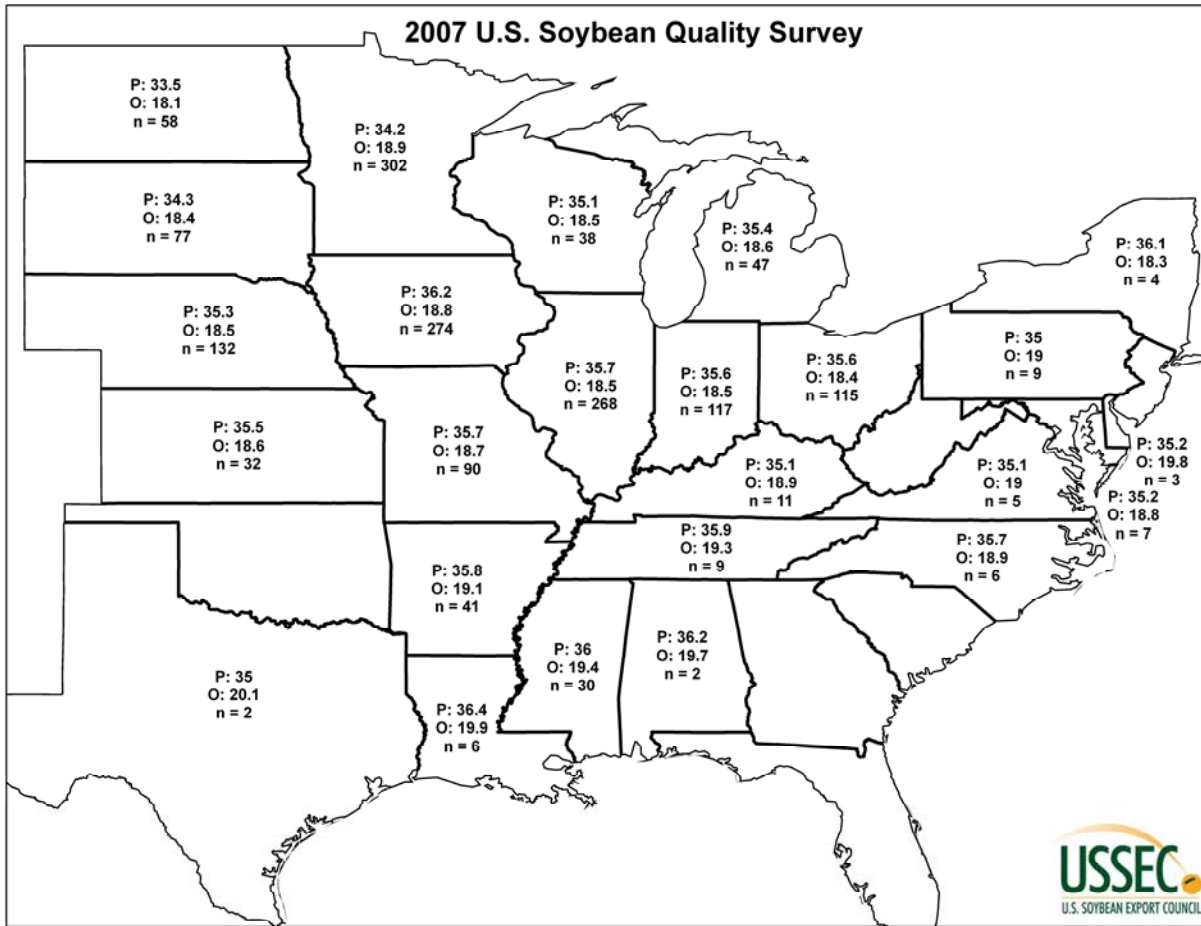 2007 U.S. Soybean Quality Survey
P: 33.5
O: 18.1
n = 58
P: 34.2
O: 18.9
n = 302
P: 34.3
O: 18.4
n = 77
P: 35.1
O: 18.5
n = 38
P: 35.4
O: 18.6
n = 47
P: 36.1
O: 18.3
n = 4
P: 35.3
O: 18.5
n = 132
P: 36.2
O: 18.8
n = 274
P: 35.7
O: 18.5
n = 268
P: 35.6
O: 18.5
n = 117
P: 35.6
O: 18.4
n = 115
P: 35
O: 19
n = 9
P: 35.5
O: 18.6
n = 32
P: 35.7
O: 18.7
n = 90
P: 35.1
O: 18.9
n = 11
P: 35.1
O: 19
n = 5
P: 35.2
O: 19.8
n = 3
P: 35.2
O: 18.8
n = 7
P: 35.8
O: 19.1
n = 41
P: 35.9
O: 19.3
n = 9
P: 35.7
O: 18.9
n = 6
P: 35
O: 20.1
n = 2
P: 36.4
O: 19.9
n = 6
P: 36
O: 19.4
n = 30
P: 36.2
O: 19.7
n = 2
USSEC
U.S. SOYBEAN EXPORT COUNCIL